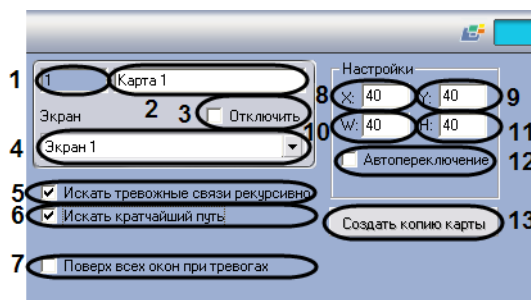 Настройки
1 1 Карта 1
8 X: 40 Y: 40 9
Экран 2 3 Отключить
10 W: 40 H: 40 11
4 Экран 1
Автопереключение 12
5 Искать тревожные связи рекурсивно
6 Искать кратчайший путь
Создать копию карты 13
7 Поверх всех окон при тревогах